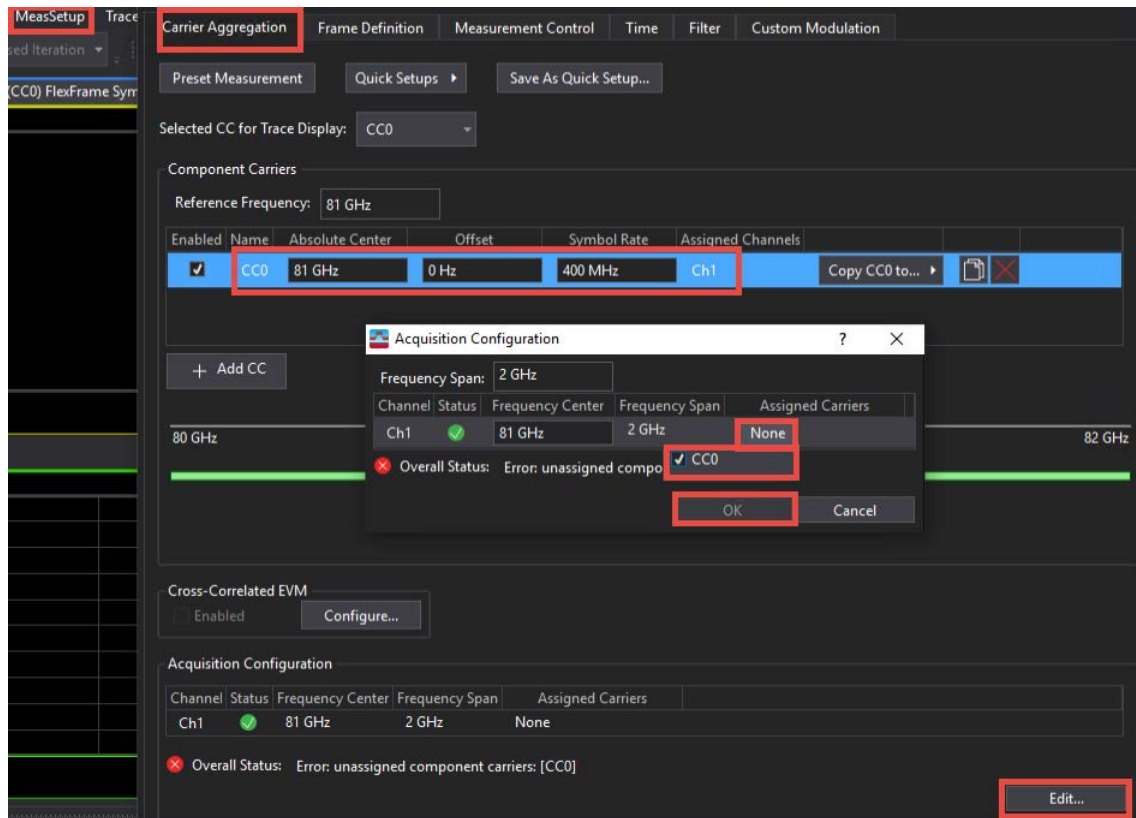 MeasSetup Trace
Carrier Aggregation Frame Definition Measurement Control Time Filter Custom Modulation
sed Iteration
Preset Measurement Quick Setups Save As Quick Setup...
(CC0) FlexFrame Sym
Selected CC for Trace Display: CC0
Component Carriers
Reference Frequency: 81 GHz
Enabled Name Absolute Center Offset Symbol Rate Assigned Channels
CC0 81 GHz 0 Hz 400 MHz Ch1 Copy CC0 to...
Acquisition Configuration ? X
+ Add CC
Frequency Span: 2 GHz
Channel Status Frequency Center Frequency Span Assigned Carriers
Ch1 81 GHz 2 GHz None
80 GHz 82 GHz
CC0
Overall Status: Error: unassigned compo
OK Cancel
Cross-Correlated EVM
Enabled Configure...
Acquisition Configuration
Channel Status Frequency Center Frequency Span Assigned Carriers
Ch1 81 GHz 2 GHz None
Overall Status: Error: unassigned component carriers: [CC0]
Edit...